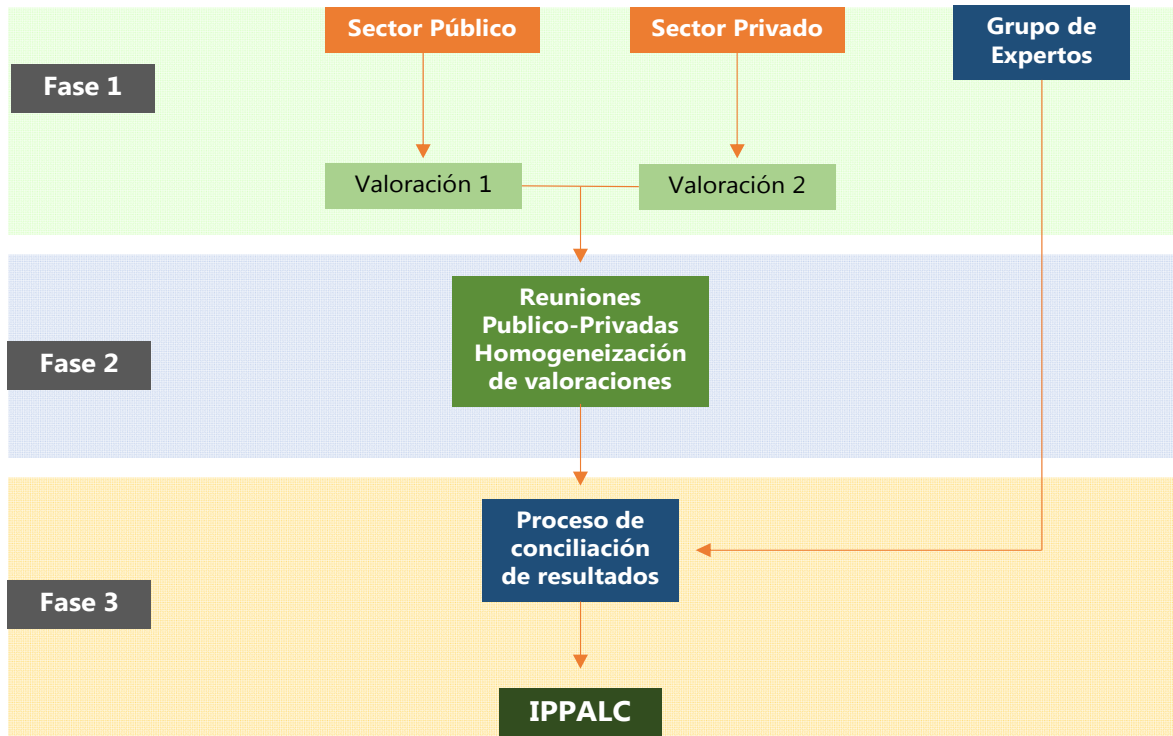 Sector Público
Sector Privado
Grupo de
Expertos
Fase 1
Valoración 1
Valoración 2
Reuniones
Publico-Privadas
Homogeneización
de valoraciones
Fase 2
Proceso de
conciliación
de resultados
Fase 3
IPPALC